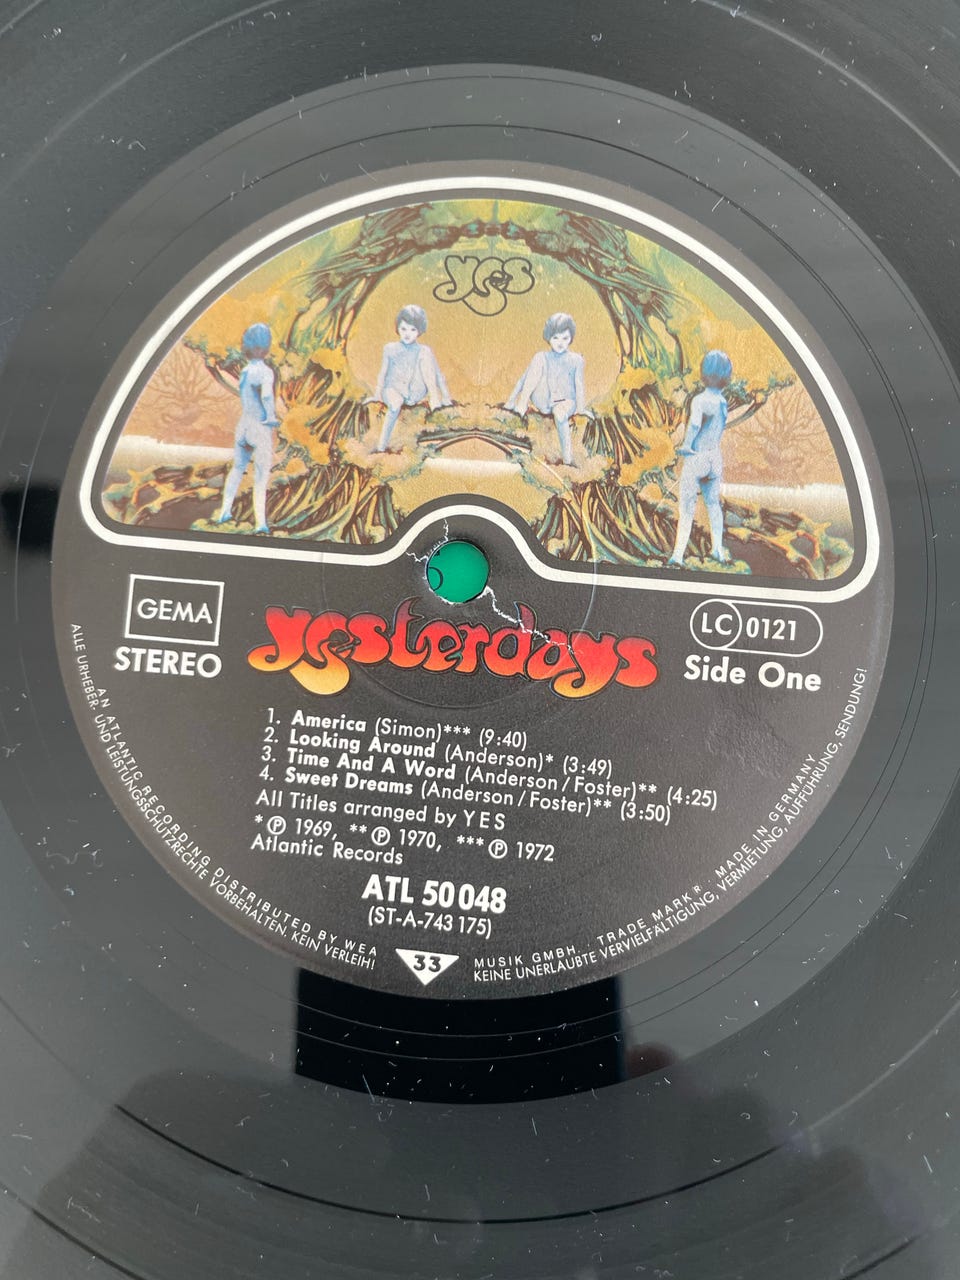 yes
GEMA
STEREO
yesterdays
LC 0121
Side One
1. America (Simon)*** (9:40)
2. Looking Around (Anderson)* (3:49)
3. Time And A Word (Anderson/Foster)** (4:25)
4. Sweet Dreams (Anderson/Foster)** (3:50)
All Titles arranged by YES
* ℗ 1969, ** ℗ 1970, *** ℗ 1972
Atlantic Records
ATL 50 048
(ST-A-743 175)
33
AN ATLANTIC RECORDING DISTRIBUTED BY WEA MUSIK GMBH. . TRADE MARK R . MADE IN GERMANY
ALLE URHEBER- UND LEISTUNGSSCHUTZRECHTE VORBEHALTEN. KEIN VERLEIH! KEINE UNERLAUBTE VERVIELFÄLTIGUNG, VERMIETUNG, AUFFÜHRUNG, SENDUNG!